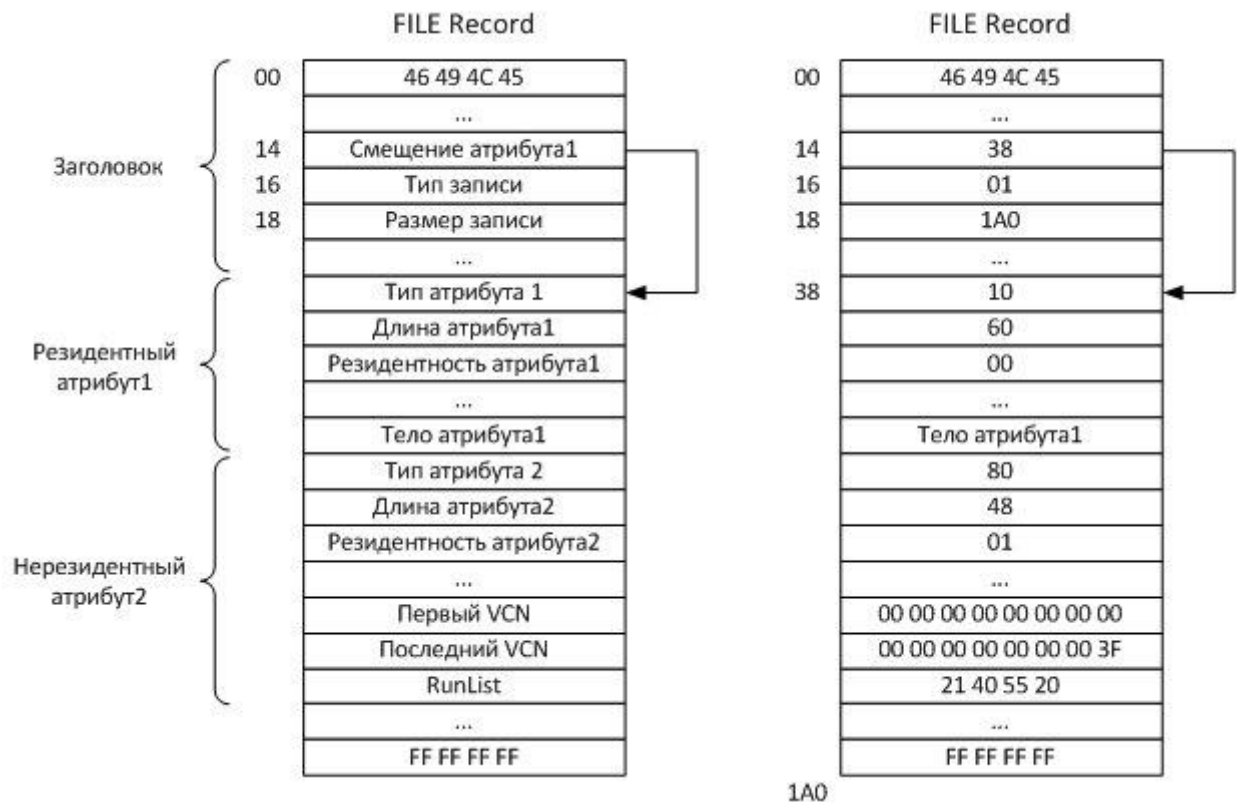 FILE Record
00 46 49 4C 45
...
14 Смещение атрибута1
16 Тип записи
18 Размер записи
...
Заголовок
Тип атрибута 1
Длина атрибута1
Резидентность атрибута1
...
Тело атрибута1
Резидентный
атрибут1
Тип атрибута 2
Длина атрибута2
Резидентность атрибута2
...
Первый VCN
Последний VCN
RunList
Нерезидентный
атрибут2
...
FF FF FF FF
FILE Record
00 46 49 4C 45
...
14 38
16 01
18 1A0
...
38 10
60
00
...
Тело атрибута1
80
48
01
...
00 00 00 00 00 00 00 00
00 00 00 00 00 00 00 3F
21 40 55 20
...
FF FF FF FF
1A0